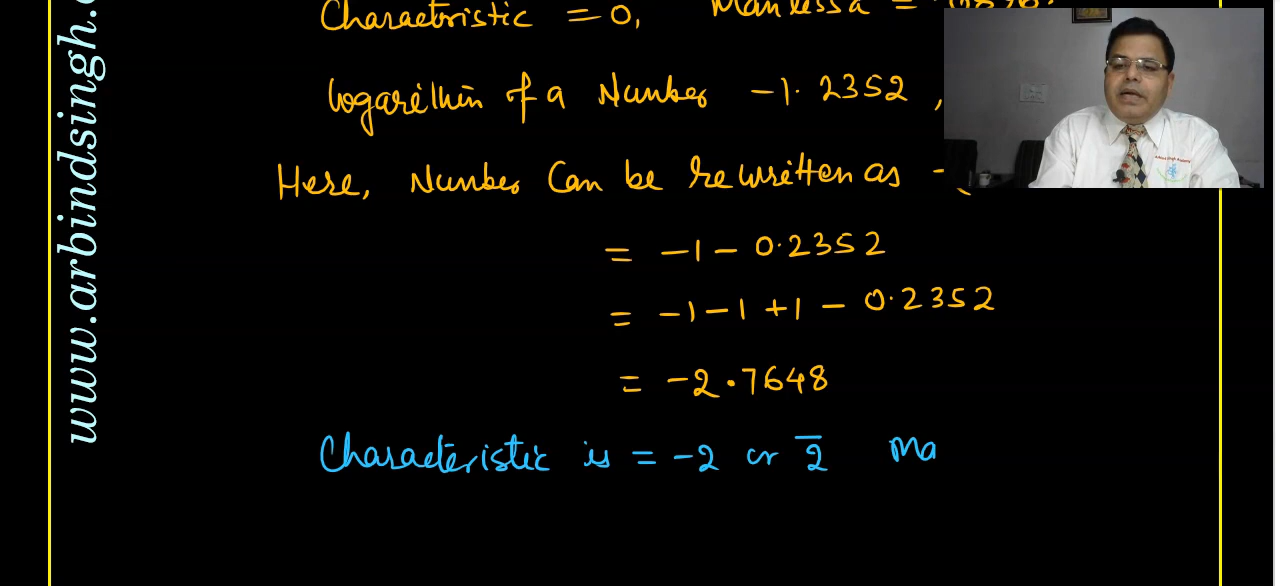 Characteristic = 0, Mantessa =
logarithm of a Number -1.2352,
Here, Number Can be rewritten as -(
= -1 - 0.2352
= -1-1+1 - 0.2352
= -2.7648
Characteristic is = -2 or 2̅ Ma
www.arbindsingh.